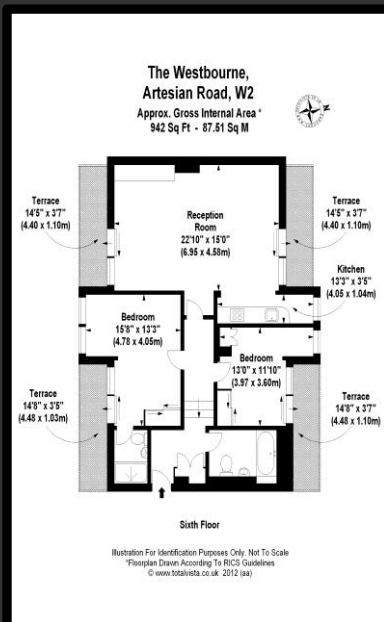 The Westbourne,
Artesian Road, W2
Approx. Gross Internal Area *
942 Sq Ft - 87.51 Sq M
N
Terrace
14'5" x 3'7"
(4.40 x 1.10m)
Reception
Room
22'10" x 15'0"
(6.95 x 4.58m)
Terrace
14'5" x 3'7"
(4.40 x 1.10m)
Kitchen
13'3" x 3'5"
(4.05 x 1.04m)
Bedroom
15'8" x 13'3"
(4.78 x 4.05m)
Bedroom
13'0" x 11'10"
(3.97 x 3.60m)
Terrace
14'8" x 3'5"
(4.48 x 1.03m)
Terrace
14'8" x 3'7"
(4.48 x 1.10m)
Sixth Floor
Illustration For Identification Purposes Only. Not To Scale
*Floorplan Drawn According To RICS Guidelines
© www.totalvista.co.uk 2012 (aa)